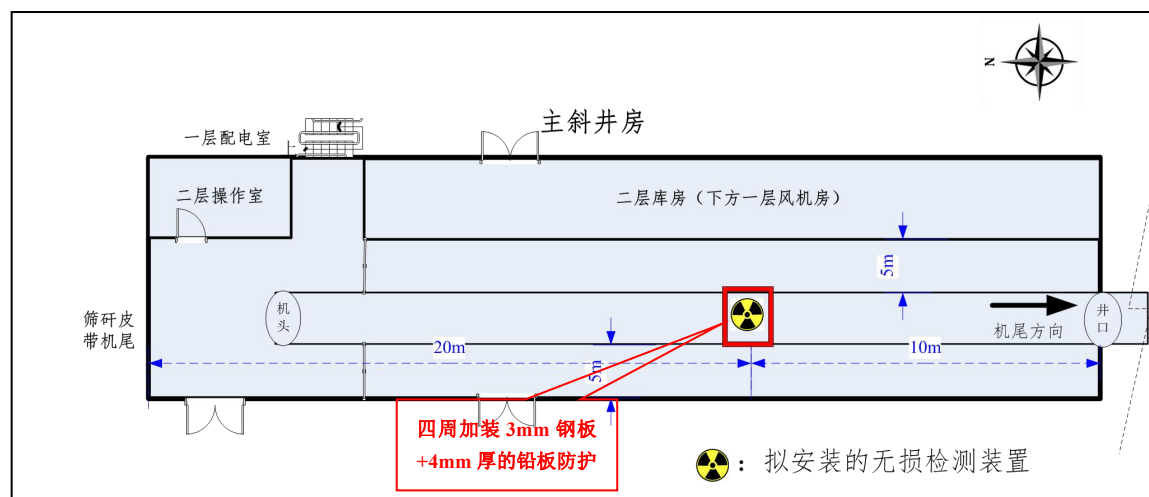 N
主斜井房
一层配电室
二层操作室
二层库房（下方一层风机房）
5m
机头
井口
筛矸皮
带机尾
机尾方向
20m
10m
5m
四周加装 3mm 钢板
+4mm 厚的铅板防护
：拟安装的无损检测装置